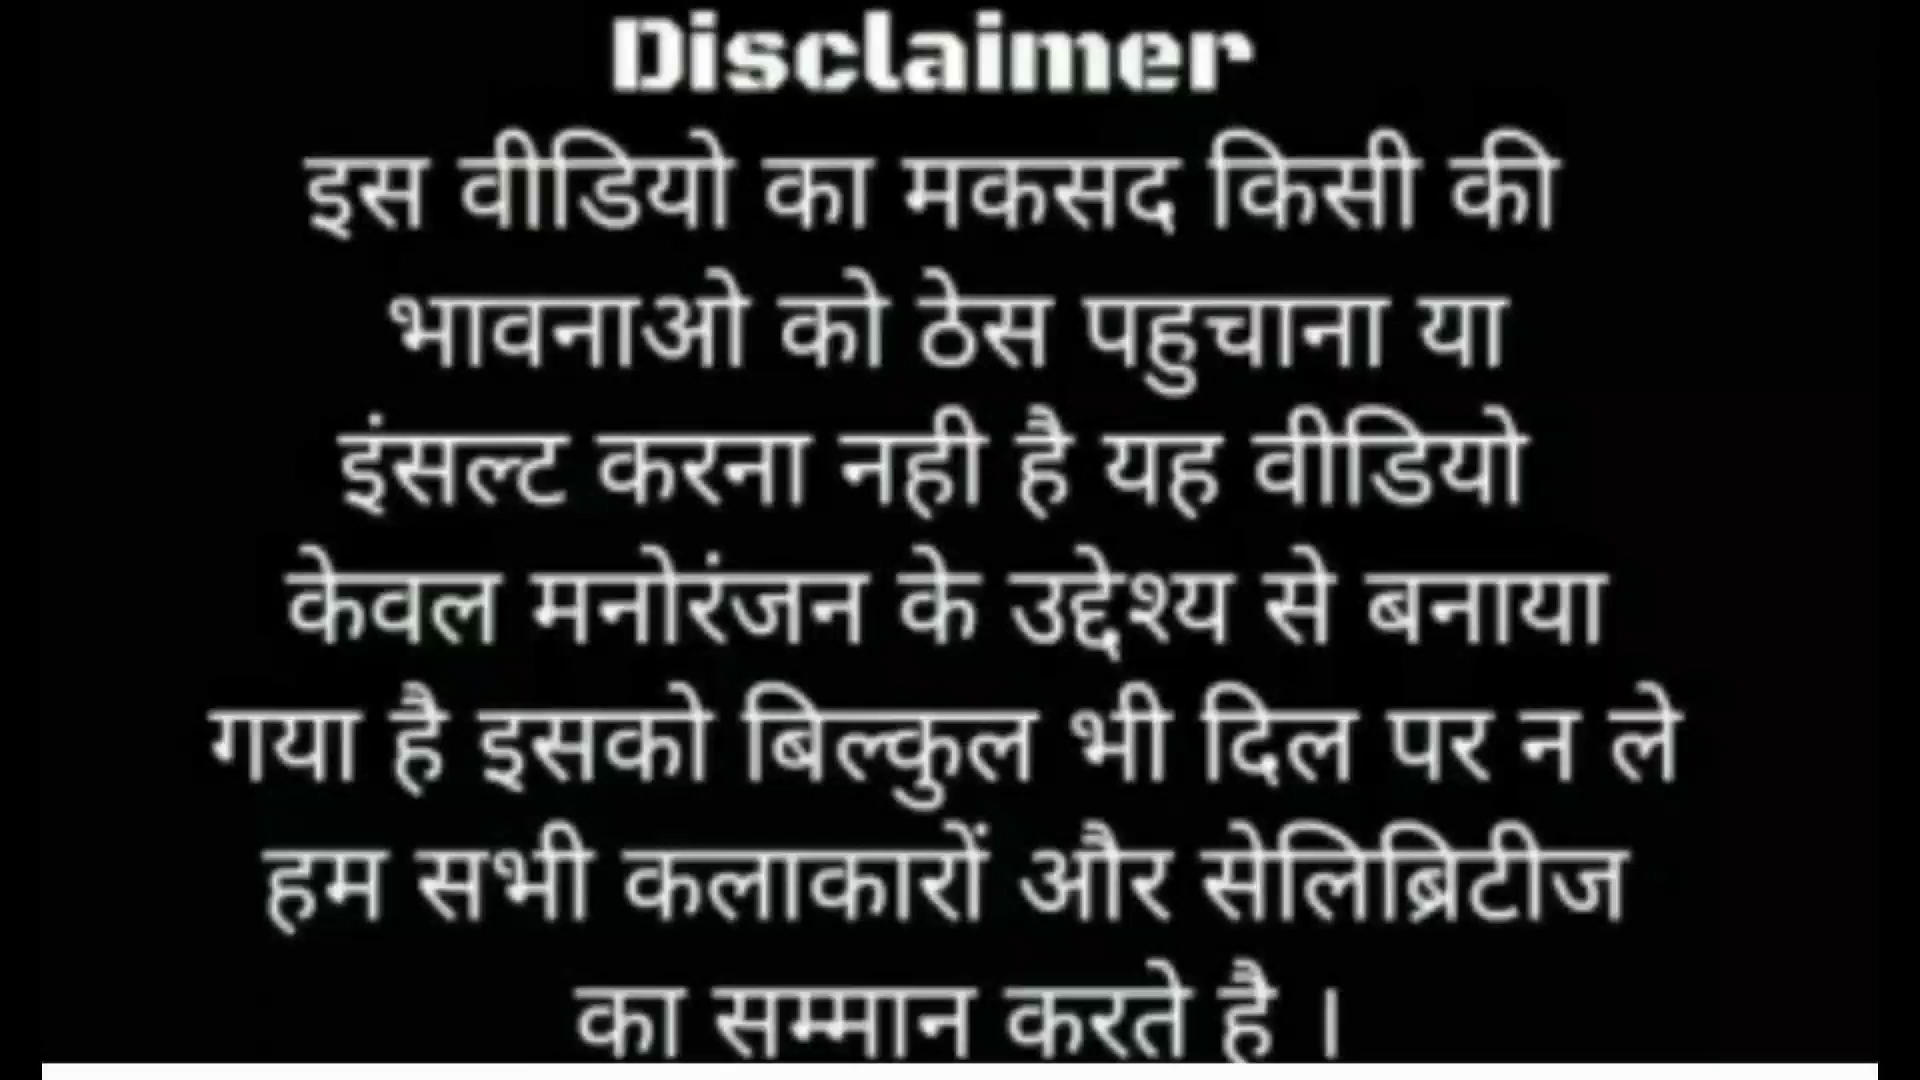 Disclaimer
इस वीडियो का मकसद किसी की
भावनाओ को ठेस पहुचाना या
इंसल्ट करना नही है यह वीडियो
केवल मनोरंजन के उद्देश्य से बनाया
गया है इसको बिल्कुल भी दिल पर न ले
हम सभी कलाकारों और सेलिब्रिटीज
का सम्मान करते है ।